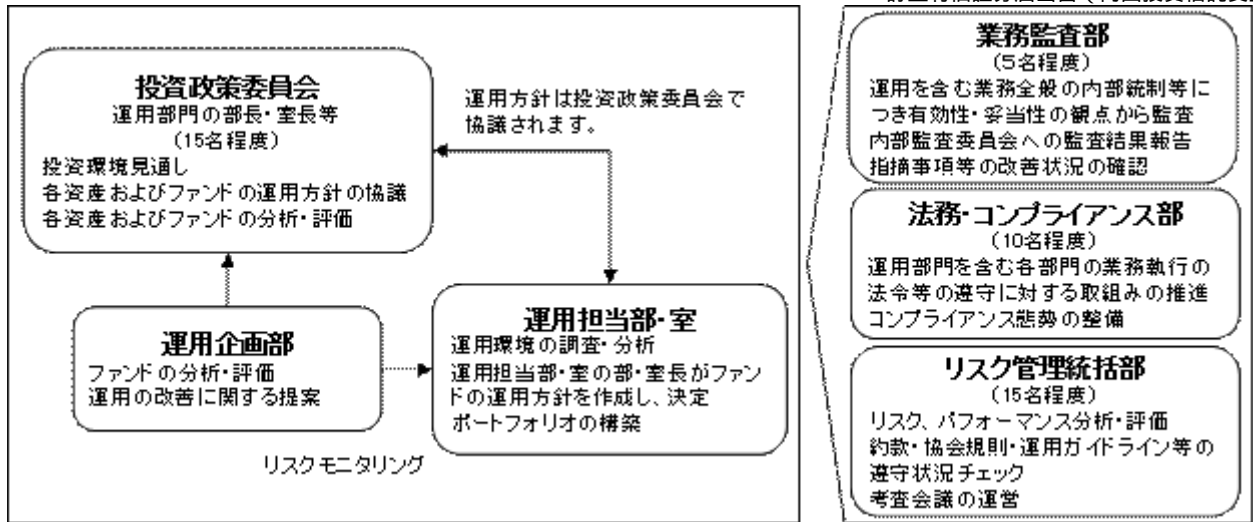 投資政策委員会
運用部門の部長・室長等
(15名程度)
投資環境見通し
各資産およびファンドの運用方針の協議
各資産およびファンドの分析・評価
運用方針は投資政策委員会で
協議されます。
運用企画部
ファンドの分析・評価
運用の改善に関する提案
運用担当部・室
運用環境の調査・分析
運用担当部・室の部・室長がファン
ドの運用方針を作成し、決定
ポートフォリオの構築
リスクモニタリング
業務監査部
(5名程度)
運用を含む業務全般の内部統制等に
つき有効性・妥当性の観点から監査
内部監査委員会への監査結果報告
指摘事項等の改善状況の確認
法務・コンプライアンス部
(10名程度)
運用部門を含む各部門の業務執行の
法令等の遵守に対する取組みの推進
コンプライアンス態勢の整備
リスク管理統括部
(15名程度)
リスク、パフォーマンス分析・評価
約款・協会規則・運用ガイドライン等の
遵守状況チェック
考査会議の運営